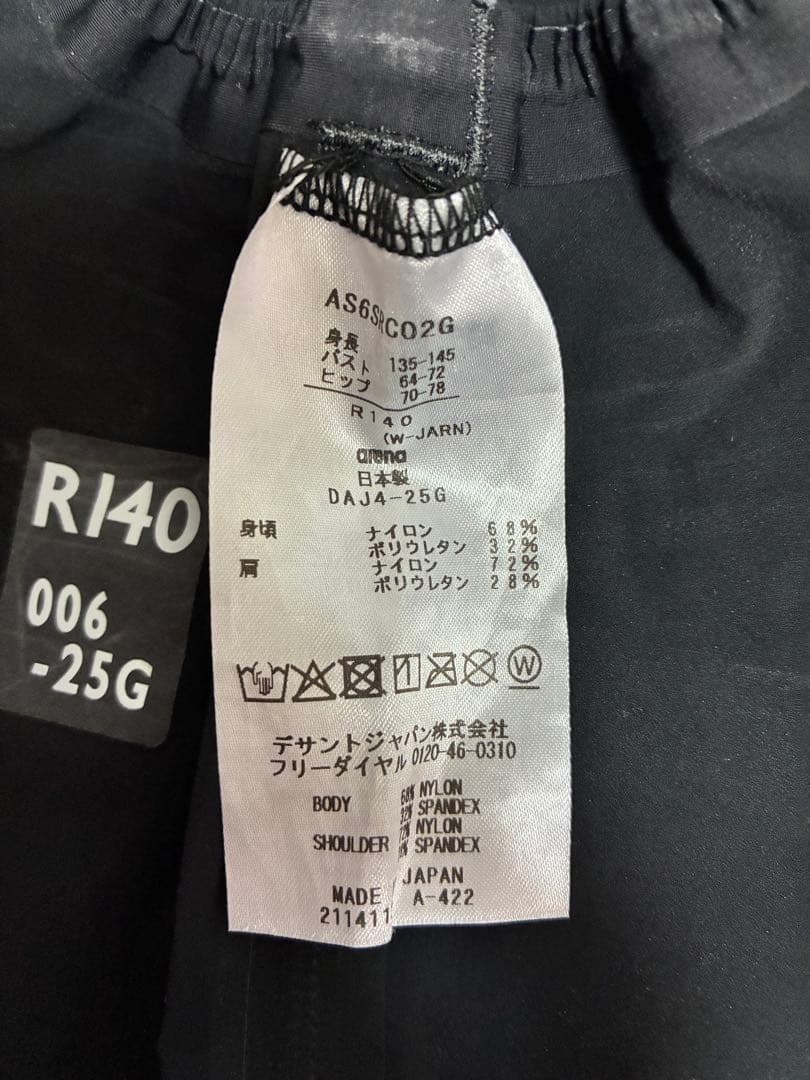 AS6SRC02G
身長 135-145
バスト 64-72
ヒップ 70-78
R140
(W-JARN)
arena
日本製
DAJ4-25G
身頃 ナイロン 68%
ポリウレタン 32%
肩 ナイロン 72%
ポリウレタン 28%
W
デサントジャパン株式会社
フリーダイヤル 0120-46-0310
BODY 68% NYLON
32% SPANDEX
SHOULDER 72% NYLON
SPANDEX
MADE JAPAN
211411 A-422
R140
006
-25G